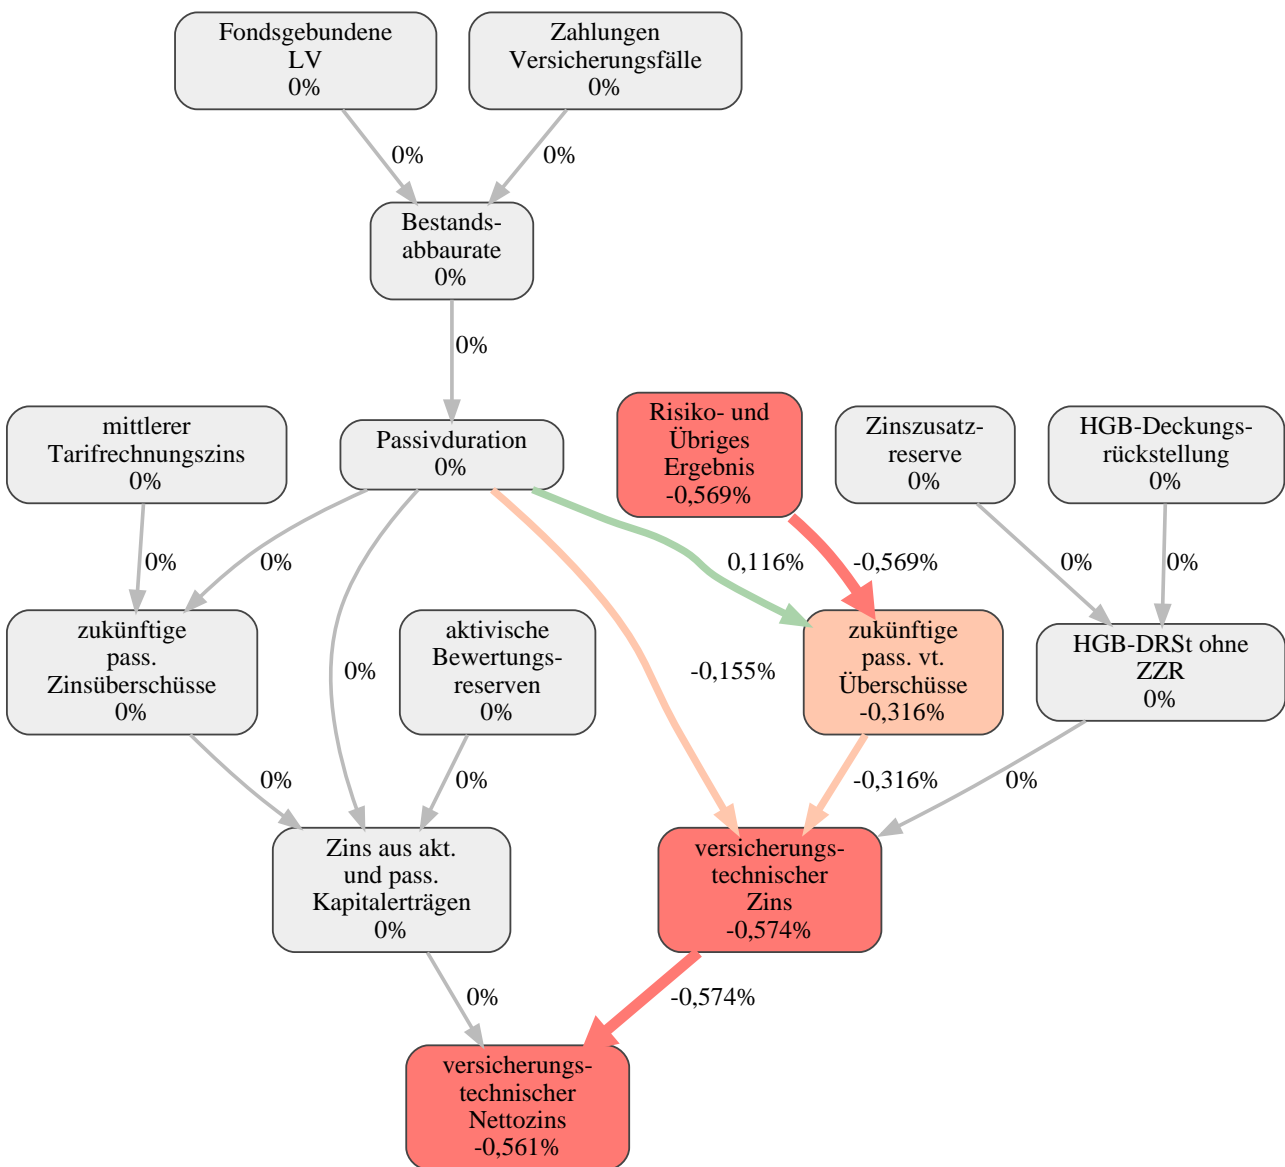 Fondsgebundene
LV
0%
Zahlungen
Versicherungsfälle
0%
0%
0%
Bestands-
abbaurate
0%
0%
mittlerer
Tarifrechnungszins
0%
Passivduration
0%
Risiko- und
Übriges
Ergebnis
-0,569%
Zinszusatz-
reserve
0%
HGB-Deckungs-
rückstellung
0%
0%
0%
0,116%
-0,569%
0%
0%
zukünftige
pass.
Zinsüberschüsse
0%
0%
aktivische
Bewertungs-
reserven
0%
-0,155%
zukünftige
pass. vt.
Überschüsse
-0,316%
HGB-DRSt ohne
ZZR
0%
0%
0%
-0,316%
0%
Zins aus akt.
und pass.
Kapitalerträgen
0%
versicherungs-
technischer
Zins
-0,574%
0%
-0,574%
versicherungs-
technischer
Nettozins
-0,561%